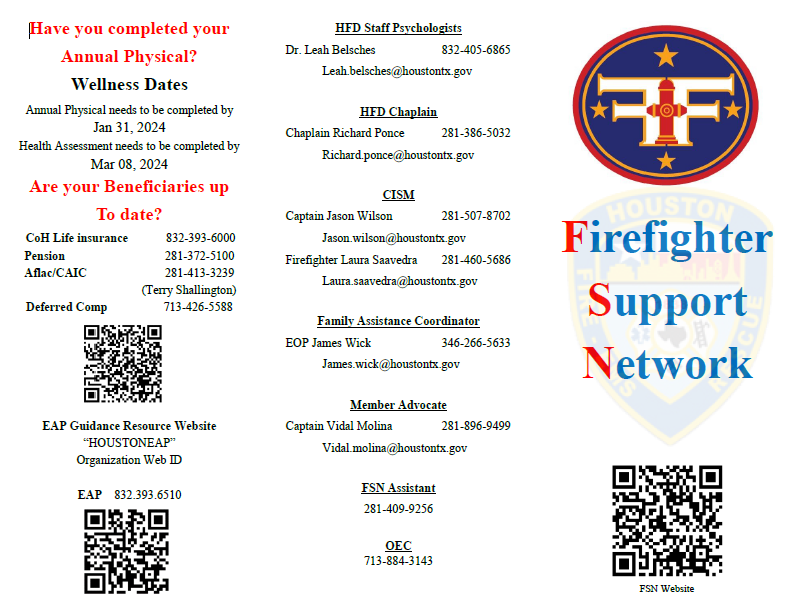 Have you completed your
Annual Physical?
Wellness Dates
Annual Physical needs to be completed by
Jan 31, 2024
Health Assessment needs to be completed by
Mar 08, 2024
Are your Beneficiaries up
To date?
CoH Life insurance 832-393-6000
Pension 281-372-5100
Aflac/CAIC 281-413-3239
(Terry Shallington)
Deferred Comp 713-426-5588
EAP Guidance Resource Website
“HOUSTONEAP”
Organization Web ID
EAP 832.393.6510
HFD Staff Psychologists
Dr. Leah Belsches 832-405-6865
Leah.belsches@houstontx.gov
HFD Chaplain
Chaplain Richard Ponce 281-386-5032
Richard.ponce@houstontx.gov
CISM
Captain Jason Wilson 281-507-8702
Jason.wilson@houstontx.gov
Firefighter Laura Saavedra 281-460-5686
Laura.saavedra@houstontx.gov
Family Assistance Coordinator
EOP James Wick 346-266-5633
James.wick@houstontx.gov
Member Advocate
Captain Vidal Molina 281-896-9499
Vidal.molina@houstontx.gov
FSN Assistant
281-409-9256
OEC
713-884-3143
HOUSTON
Firefighter
Support
Network
FIRE
FSN Website